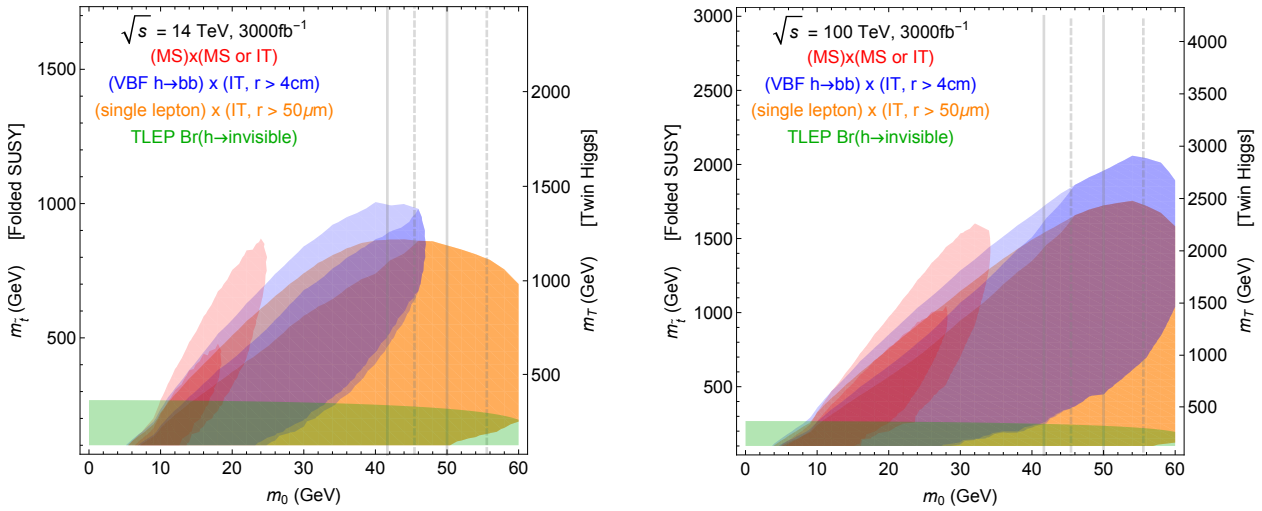 √s = 14 TeV, 3000fb⁻¹
(MS)x(MS or IT)
(VBF h→bb) x (IT, r > 4cm)
(single lepton) x (IT, r > 50μm)
TLEP Br(h→invisible)
1500
1000
500
m_t̃ (GeV) [Folded SUSY]
2000
1500
1000
500
m_T (GeV) [Twin Higgs]
0 10 20 30 40 50 60
m₀ (GeV)
√s = 100 TeV, 3000fb⁻¹
(MS)x(MS or IT)
(VBF h→bb) x (IT, r > 4cm)
(single lepton) x (IT, r > 50μm)
TLEP Br(h→invisible)
3000
2500
2000
1500
1000
500
0
m_t̃ (GeV) [Folded SUSY]
4000
3500
3000
2500
2000
1500
1000
500
m_T (GeV) [Twin Higgs]
0 10 20 30 40 50 60
m₀ (GeV)